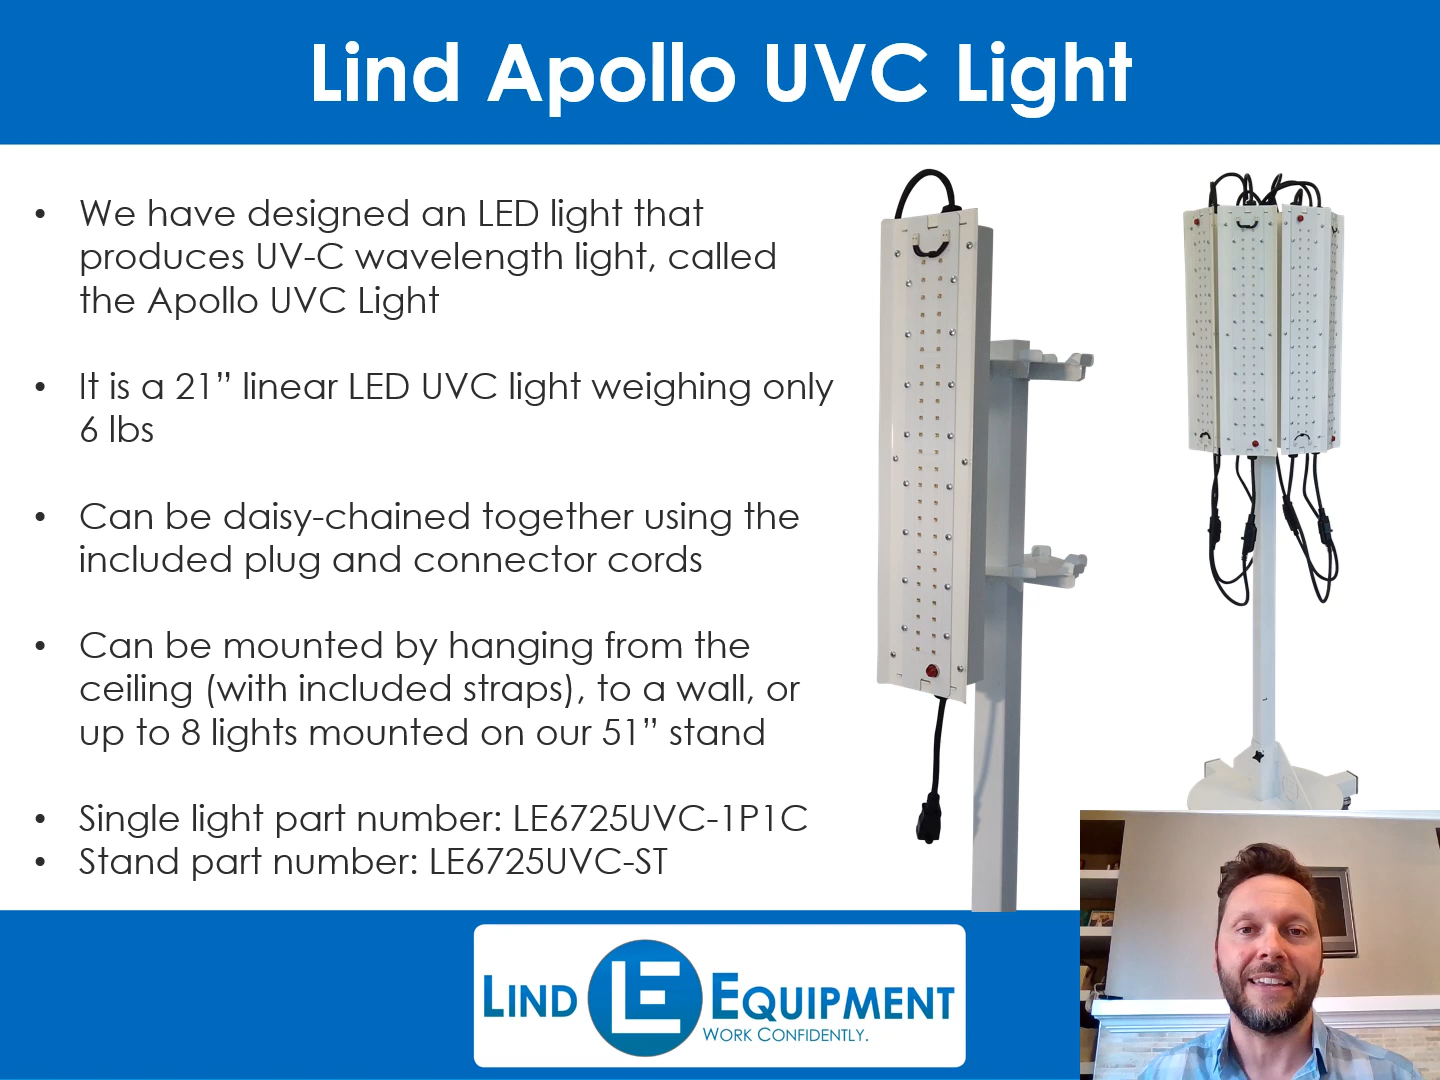 Lind Apollo UVC Light
• We have designed an LED light that
produces UV-C wavelength light, called
the Apollo UVC Light
• It is a 21” linear LED UVC light weighing only
6 lbs
• Can be daisy-chained together using the
included plug and connector cords
• Can be mounted by hanging from the
ceiling (with included straps), to a wall, or
up to 8 lights mounted on our 51” stand
• Single light part number: LE6725UVC-1P1C
• Stand part number: LE6725UVC-ST
LIND LE EQUIPMENT
WORK CONFIDENTLY.